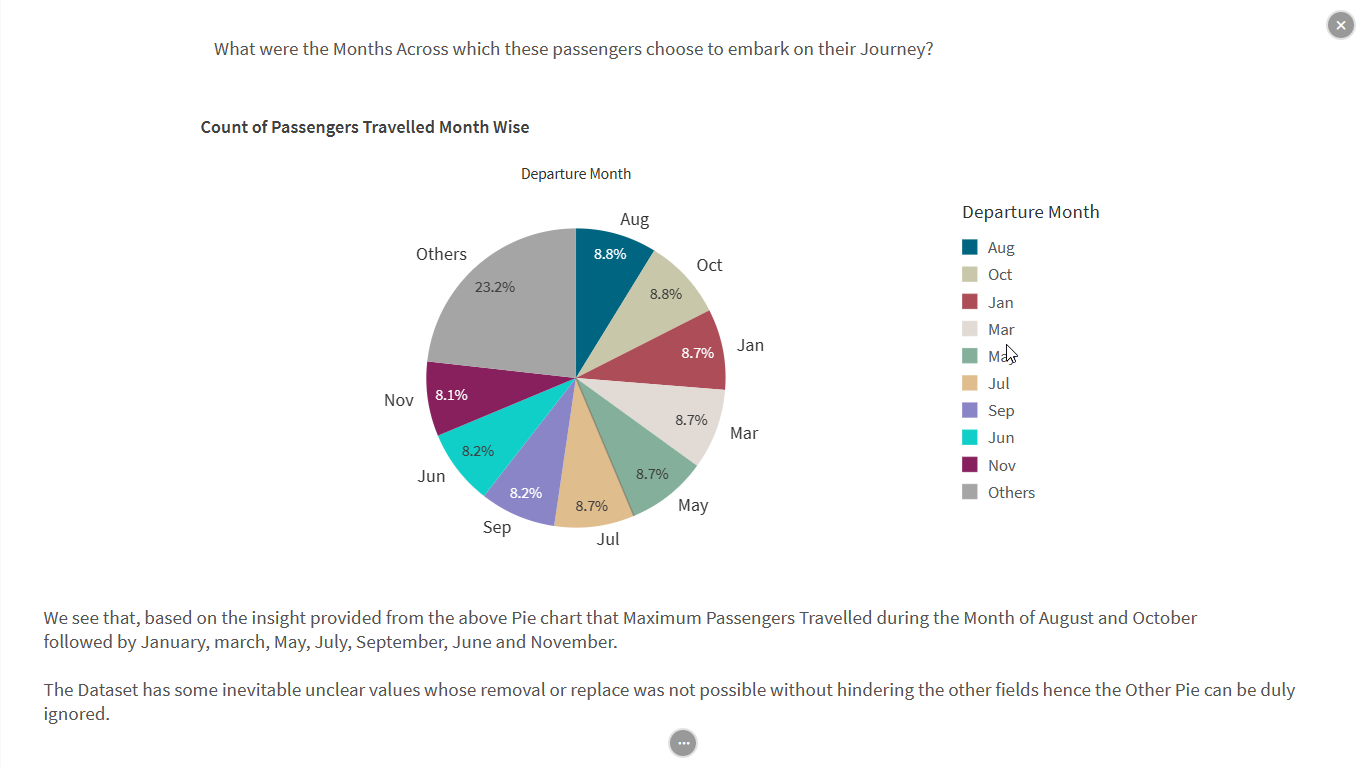 What were the Months Across which these passengers choose to embark on their Journey?
Count of Passengers Travelled Month Wise
Departure Month
Aug
8.8%
Oct
8.8%
Jan
8.7%
Mar
8.7%
May
8.7%
Jul
8.7%
Sep
8.2%
Jun
8.2%
Nov
8.1%
Others
23.2%
Departure Month
Aug
Oct
Jan
Mar
Jul
Sep
Jun
Nov
Others
We see that, based on the insight provided from the above Pie chart that Maximum Passengers Travelled during the Month of August and October
followed by January, march, May, July, September, June and November.
The Dataset has some inevitable unclear values whose removal or replace was not possible without hindering the other fields hence the Other Pie can be duly
ignored.